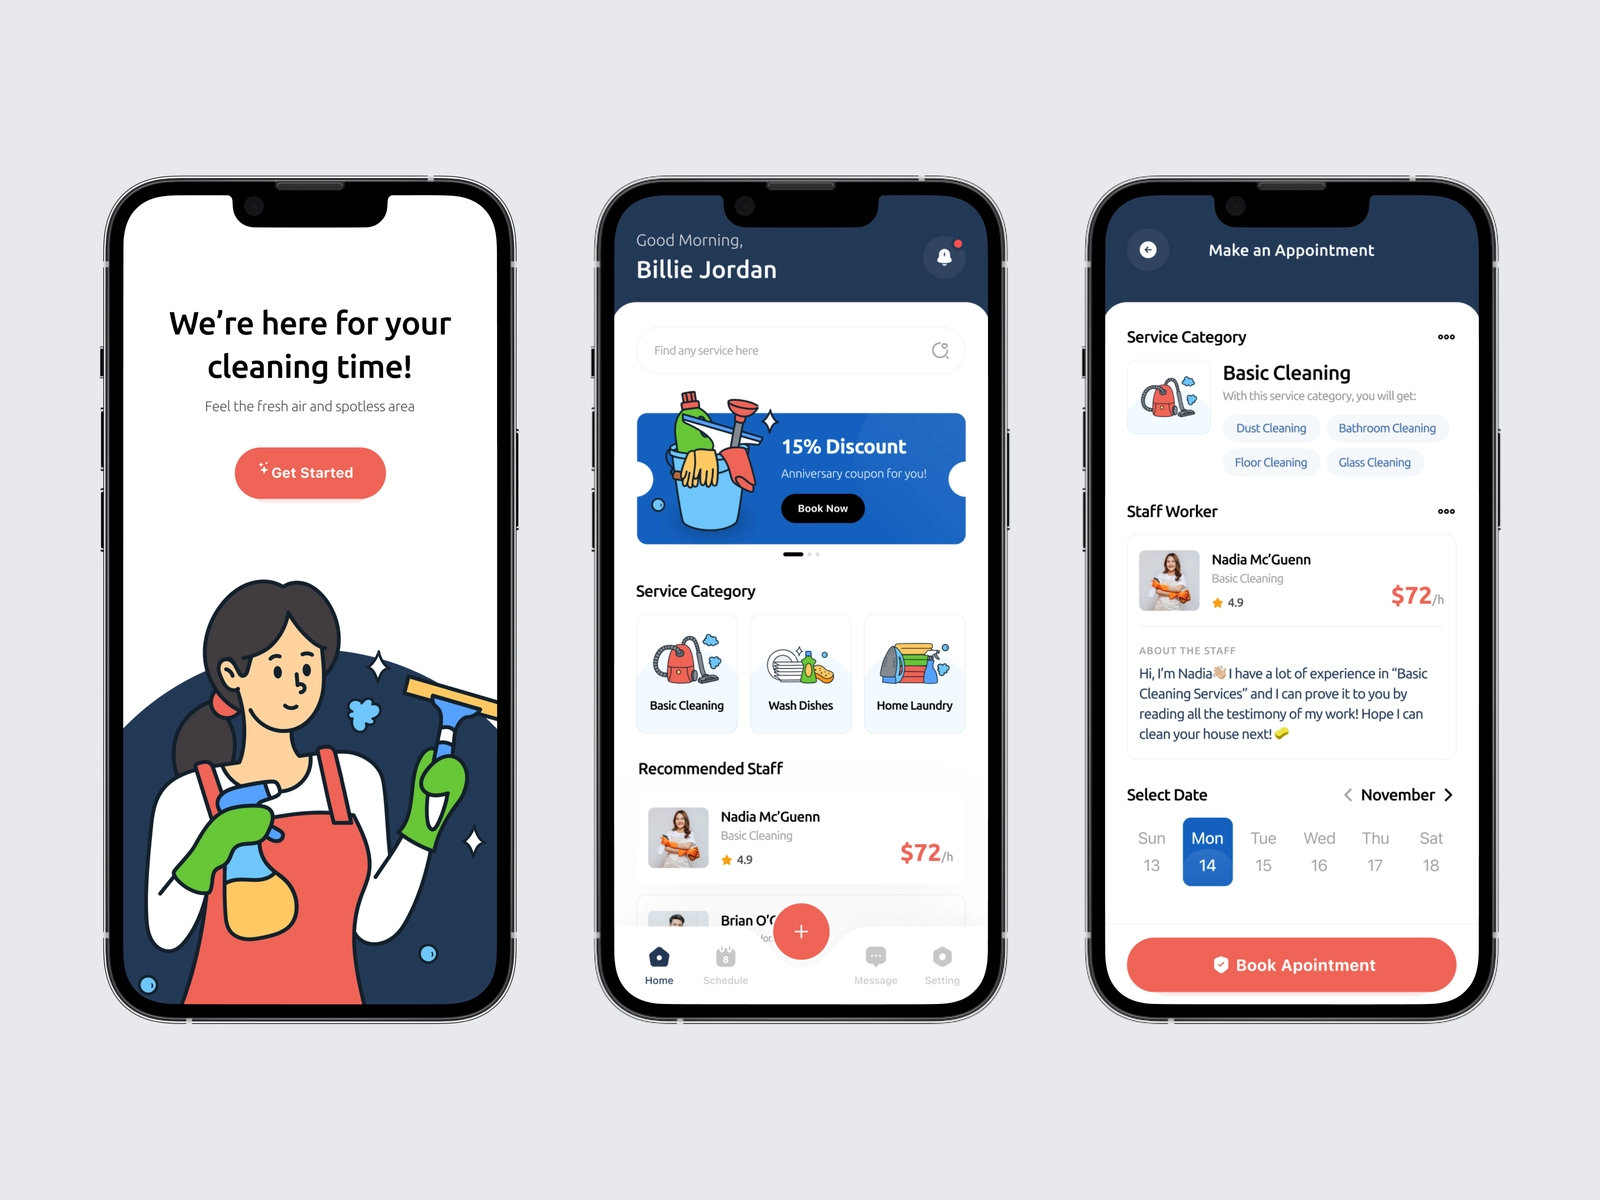 We're here for your
cleaning time!
Feel the fresh air and spotless area
Get Started
Good Morning,
Billie Jordan
Find any service here
15% Discount
Anniversary coupon for you!
Book Now
Service Category
Basic Cleaning
Wash Dishes
Home Laundry
Recommended Staff
Nadia Mc'Guenn
Basic Cleaning
4.9
$72/h
Brian O'
Home
8
Schedule
Message
Setting
Make an Appointment
Service Category
Basic Cleaning
With this service category, you will get:
Dust Cleaning
Bathroom Cleaning
Floor Cleaning
Glass Cleaning
Staff Worker
Nadia Mc'Guenn
Basic Cleaning
4.9
$72/h
ABOUT THE STAFF
Hi, I'm Nadia👋🏼 I have a lot of experience in "Basic
Cleaning Services" and I can prove it to you by
reading all the testimony of my work! Hope I can
clean your house next! 🧽
Select Date
November
Sun Mon Tue Wed Thu Sat
13 14 15 16 17 18
Book Apointment